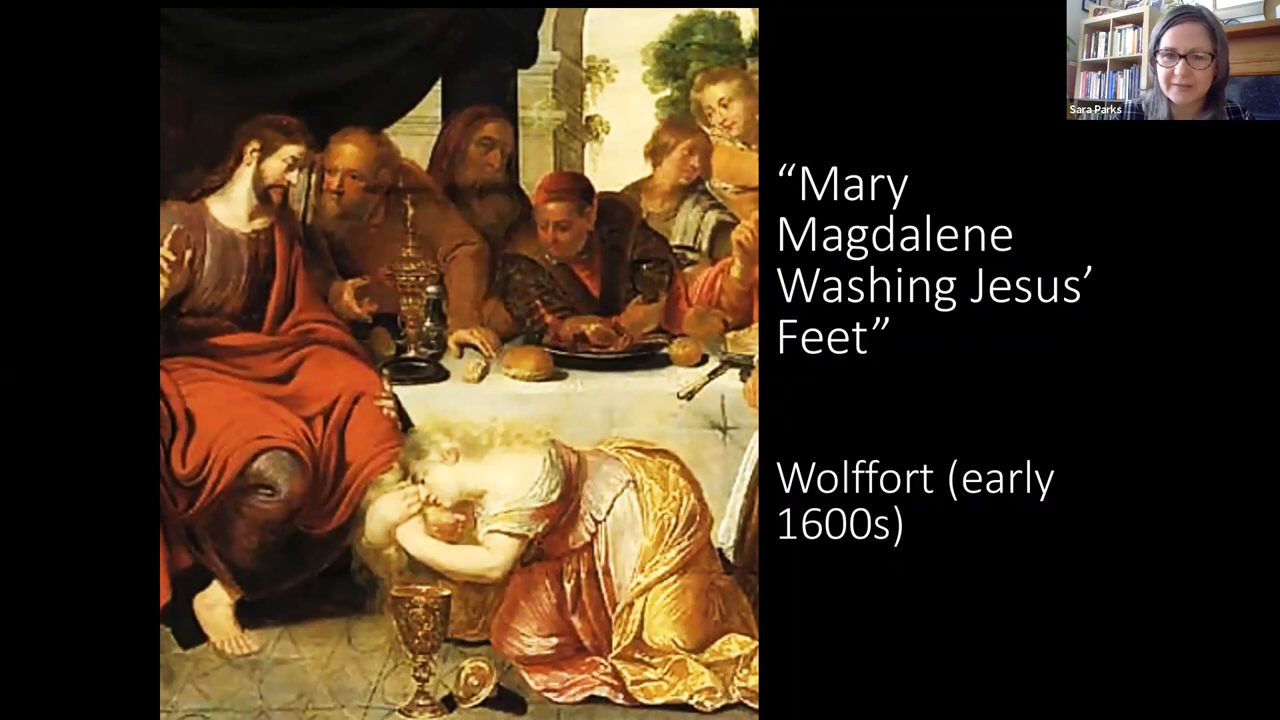 Sara Parks
“Mary
Magdalene
Washing Jesus’
Feet”
Wolffort (early
1600s)